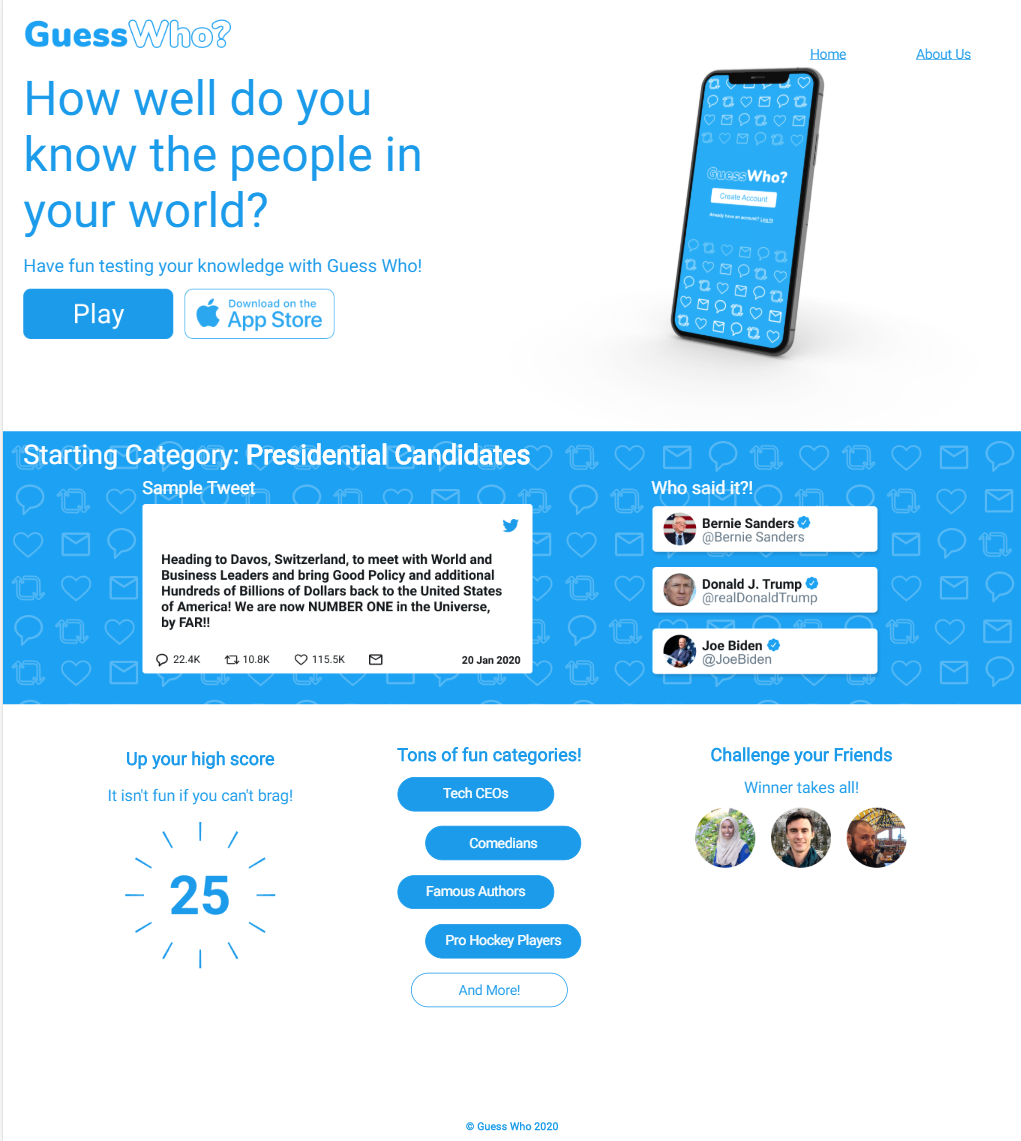 GuessWho?
Home
About Us
How well do you
know the people in
your world?
Have fun testing your knowledge with Guess Who!
Play
Download on the
App Store
GuessWho?
Create Account
Already have an account? Log In
Starting Category: Presidential Candidates
Sample Tweet
Heading to Davos, Switzerland, to meet with World and
Business Leaders and bring Good Policy and additional
Hundreds of Billions of Dollars back to the United States
of America! We are now NUMBER ONE in the Universe,
by FAR!!
22.4K
10.8K
115.5K
20 Jan 2020
Who said it?!
Bernie Sanders
@Bernie Sanders
Donald J. Trump
@realDonaldTrump
Joe Biden
@JoeBiden
Up your high score
It isn't fun if you can't brag!
25
Tons of fun categories!
Tech CEOs
Comedians
Famous Authors
Pro Hockey Players
And More!
Challenge your Friends
Winner takes all!
© Guess Who 2020